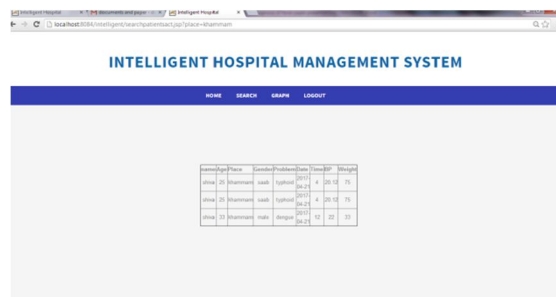 Intelligent Hospital
documents and paper
Intelligent Hospital
localhost:8084/intelligent/searchpatientsact.jsp?place=khammam
INTELLIGENT HOSPITAL MANAGEMENT SYSTEM
HOME SEARCH GRAPH LOGOUT
name Age Place Gender Problem Date Time BP Weight
shiva 25 khammam saab typhoid 2017-04-21 4 20.12 75
shiva 25 khammam saab typhoid 2017-04-21 4 20.12 75
shiva 33 khammam male dengue 2017-04-21 12 22 33